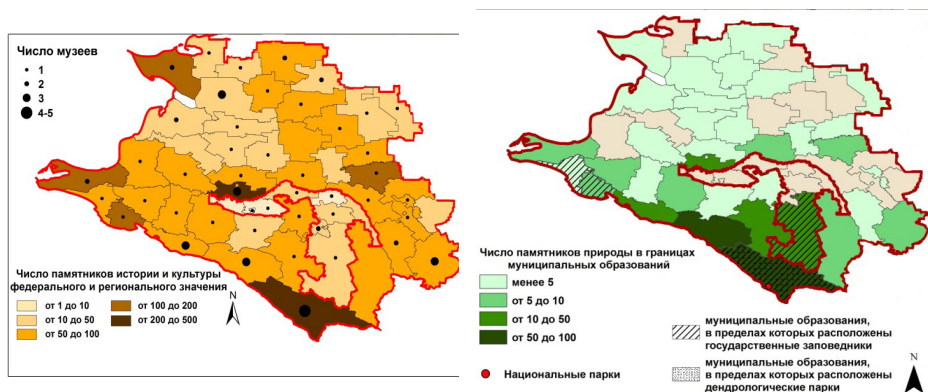 Число музеев
1
2
3
4-5
Число памятников истории и культуры
федерального и регионального значения
от 1 до 10
от 10 до 50
от 50 до 100
от 100 до 200
от 200 до 500
N
Число памятников природы в границах
муниципальных образований
менее 5
от 5 до 10
от 10 до 50
от 50 до 100
Национальные парки
муниципальные образования,
в пределах которых расположены
государственные заповедники
муниципальные образования,
в пределах которых расположены
дендрологические парки
N